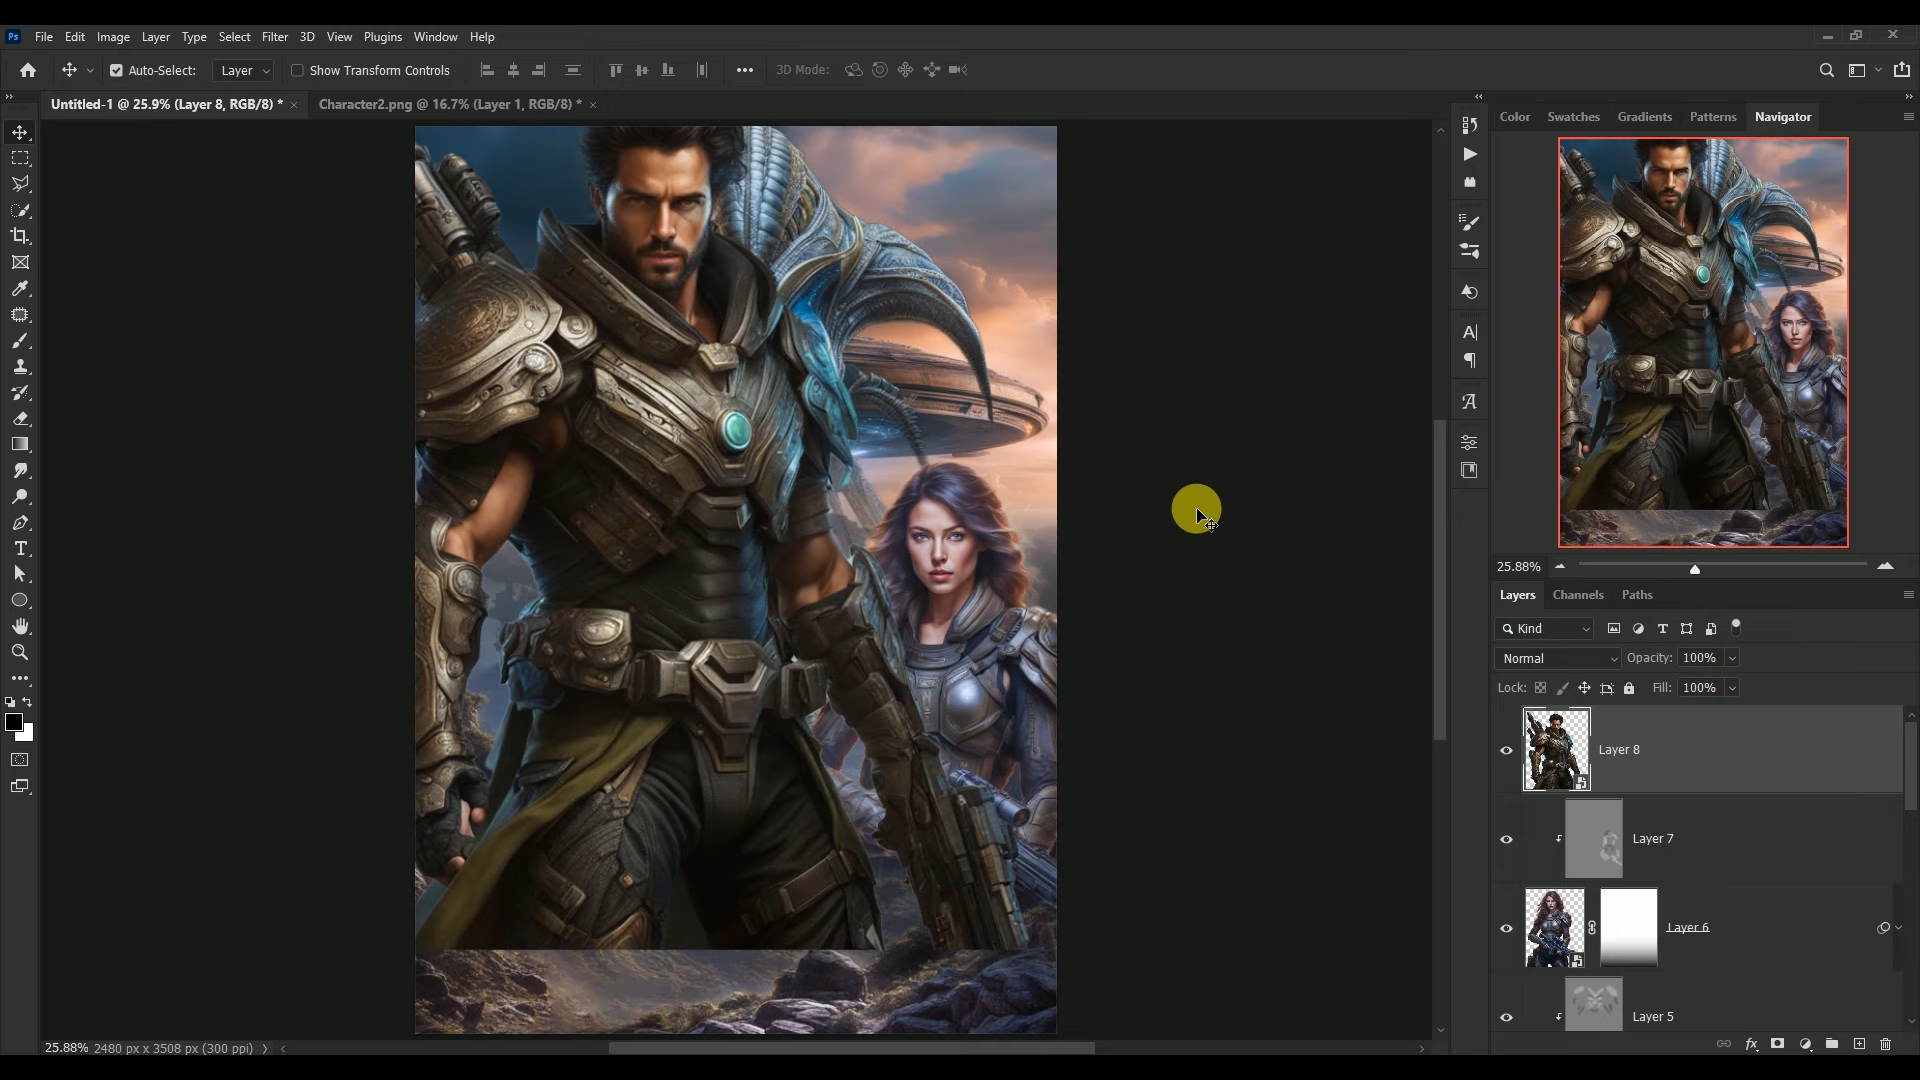 Ps File Edit Image Layer Type Select Filter 3D View Plugins Window Help
Auto-Select: Layer Show Transform Controls 3D Mode:
Untitled-1 @ 25.9% (Layer 8, RGB/8) * Character2.png @ 16.7% (Layer 1, RGB/8) *
Color Swatches Gradients Patterns Navigator
25.88%
Layers Channels Paths
Kind
Normal Opacity: 100%
Lock: Fill: 100%
Layer 8
Layer 7
Layer 6
Layer 5
25.88% 2480 px x 3508 px (300 ppi)